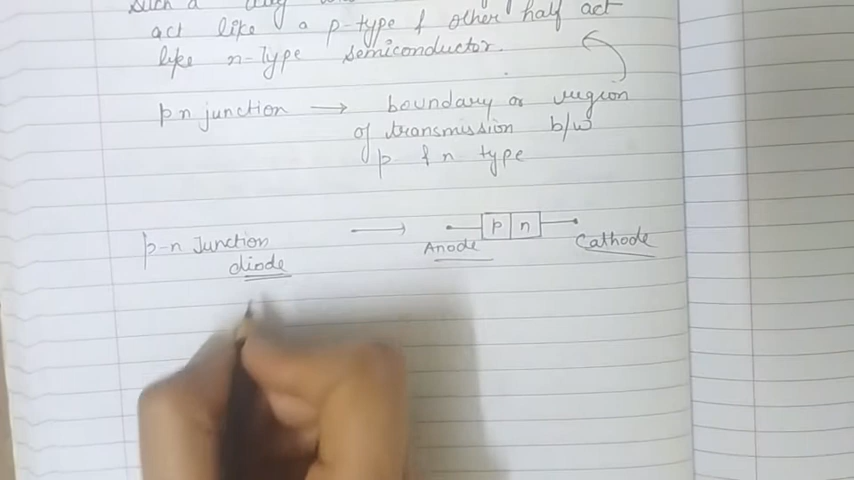 such a
act like a p-type & other half act
like n-Type semiconductor.
pn junction → boundary or region
of transmission b/w
p & n type
p-n Junction → p n
Anode Cathode
diode